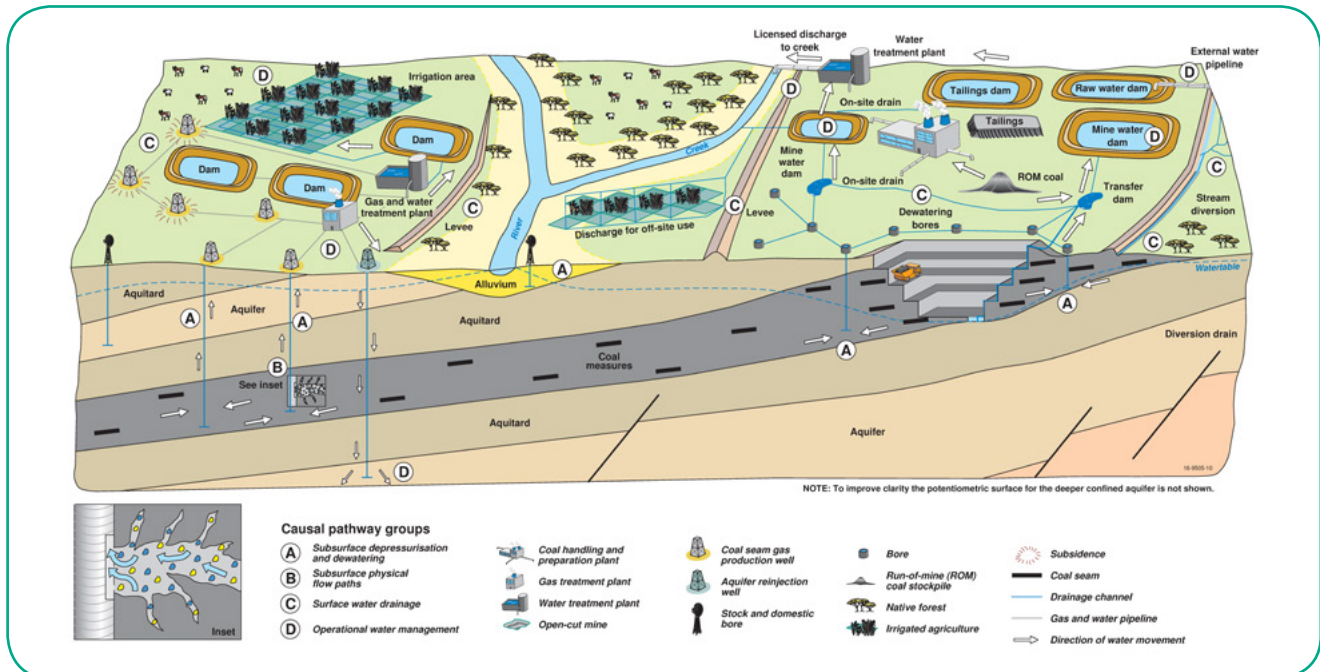 Licensed discharge
to creek
Water
treatment plant
External water
pipeline
D
Irrigation area
D
D
Tailings dam
Raw water dam
On-site drain
Tailings
Dam
D
Mine water
dam
D
C
Creek
Mine
water
dam
On-site drain
ROM coal
C
C
Dam
Dam
Gas and water
treatment plant
C
Levee
River
Discharge for off-site use
C
Levee
Dewatering
bores
Transfer
dam
Stream
diversion
D
C
A
Alluvium
Watertable
Aquitard
Aquifer
A
A
Aquitard
A
A
Diversion drain
B
See inset
Coal
measures
Aquitard
Aquifer
D
16-9505-10
NOTE: To improve clarity the potentiometric surface for the deeper confined aquifer is not shown.
Inset
Causal pathway groups
A Subsurface depressurisation
and dewatering
B Subsurface physical
flow paths
C Surface water drainage
D Operational water management
Coal handling and
preparation plant
Gas treatment plant
Water treatment plant
Open-cut mine
Coal seam gas
production well
Aquifer reinjection
well
Stock and domestic
bore
Bore
Run-of-mine (ROM)
coal stockpile
Native forest
Irrigated agriculture
Subsidence
Coal seam
Drainage channel
Gas and water pipeline
Direction of water movement